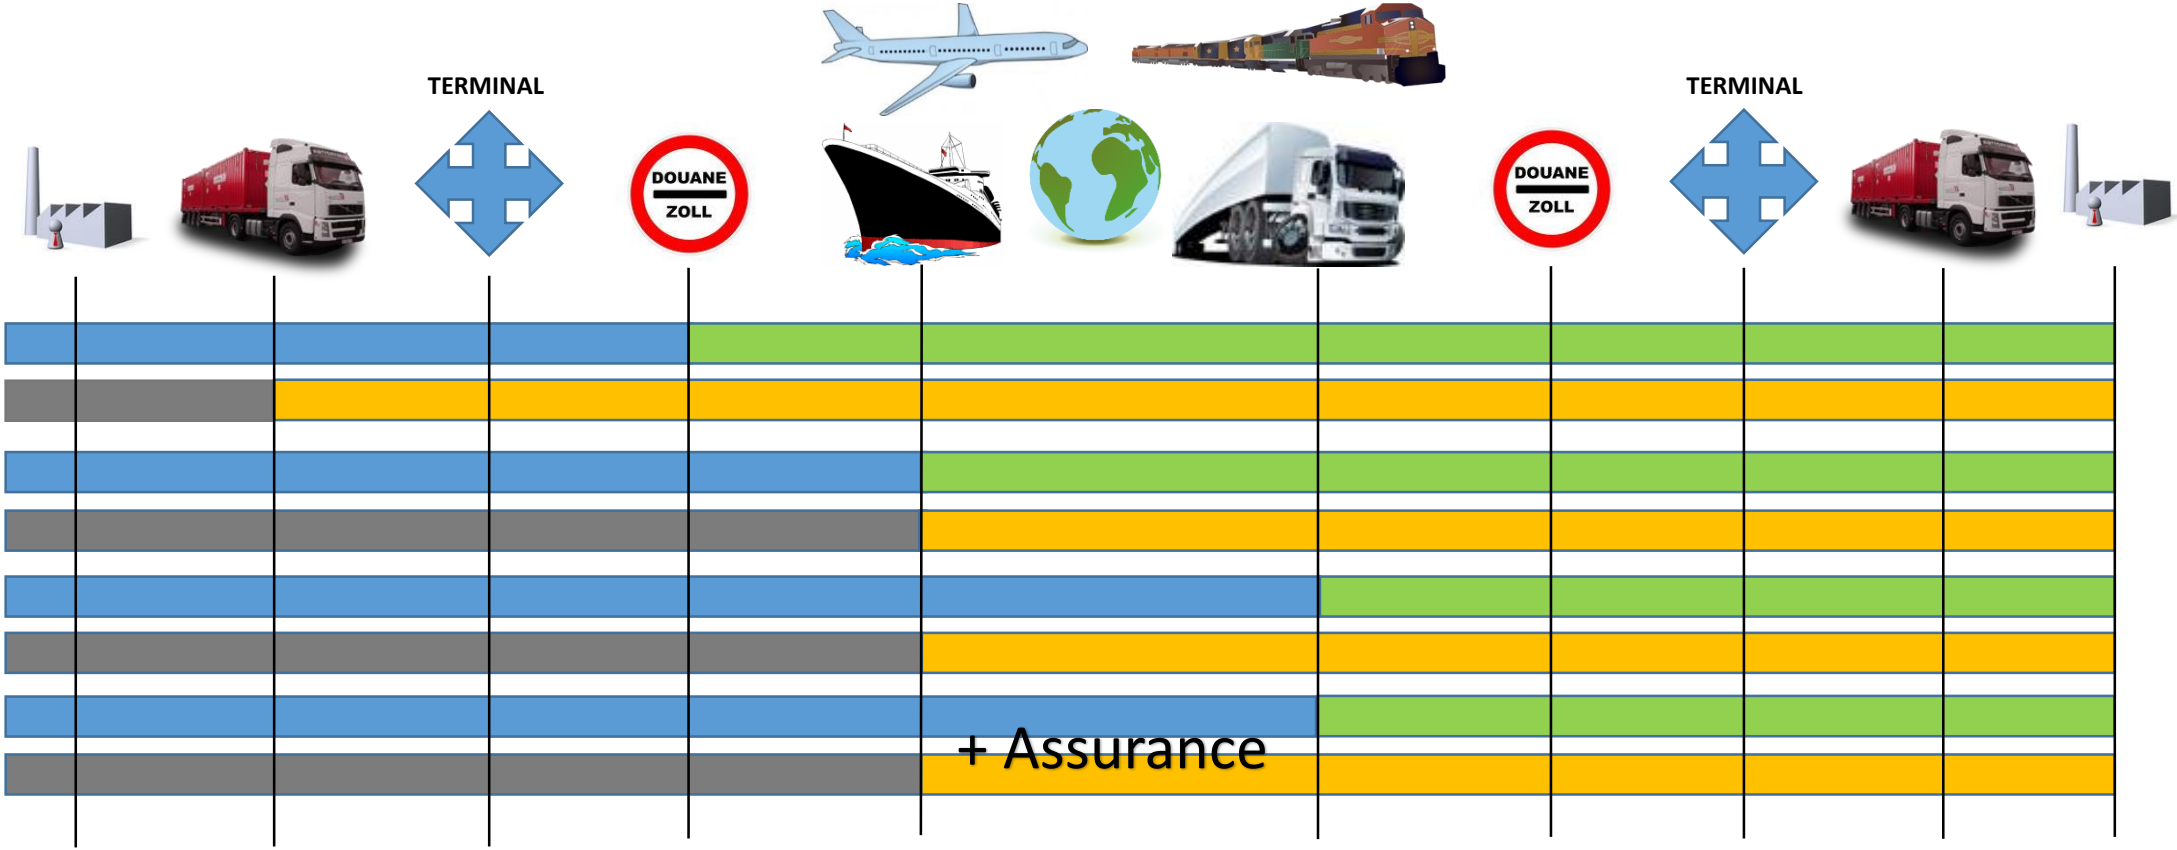 TERMINAL
TERMINAL
DOUANE
ZOLL
DOUANE
ZOLL
+ Assurance